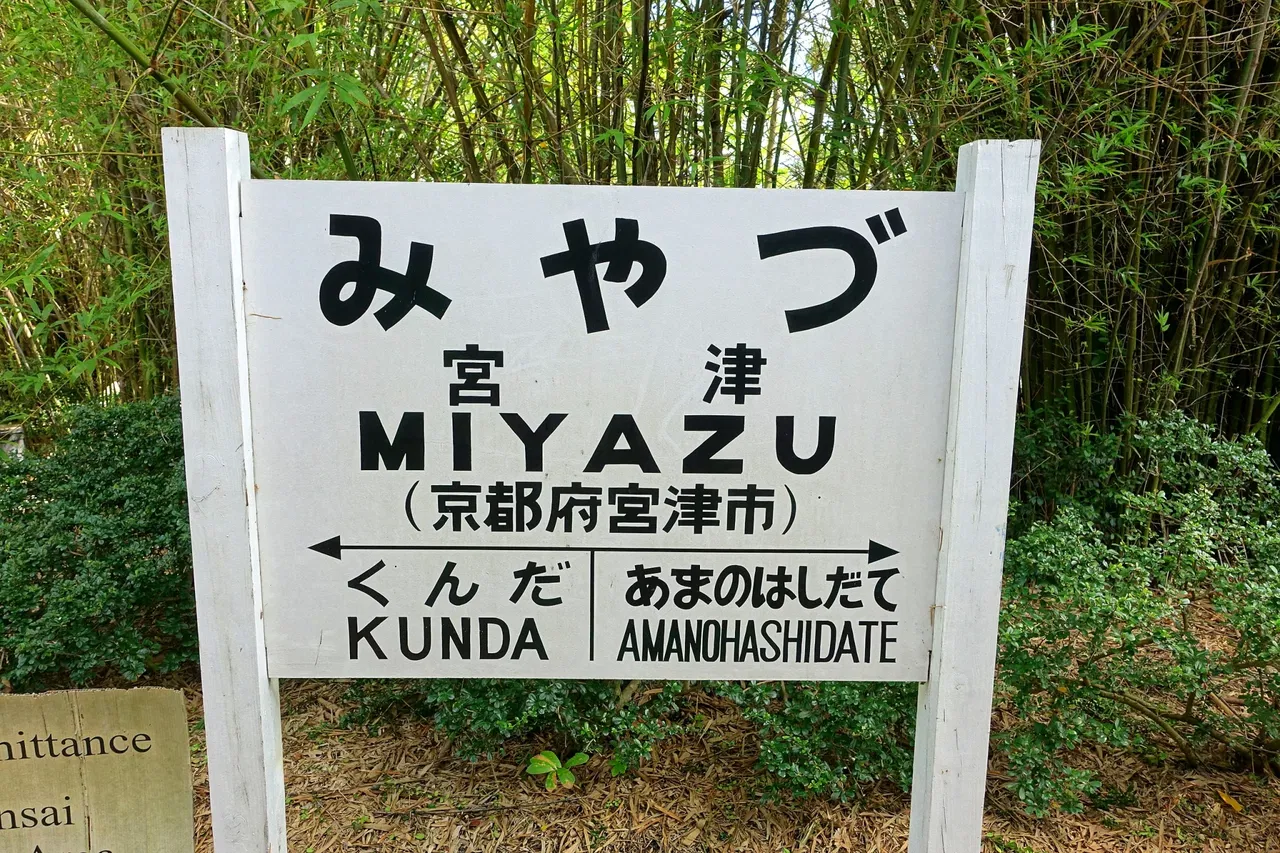 みやづ
宮津
MIYAZU
(京都府宮津市)
くんだ あまのはしだて
KUNDA AMANOHASHIDATE
mittance
nsai